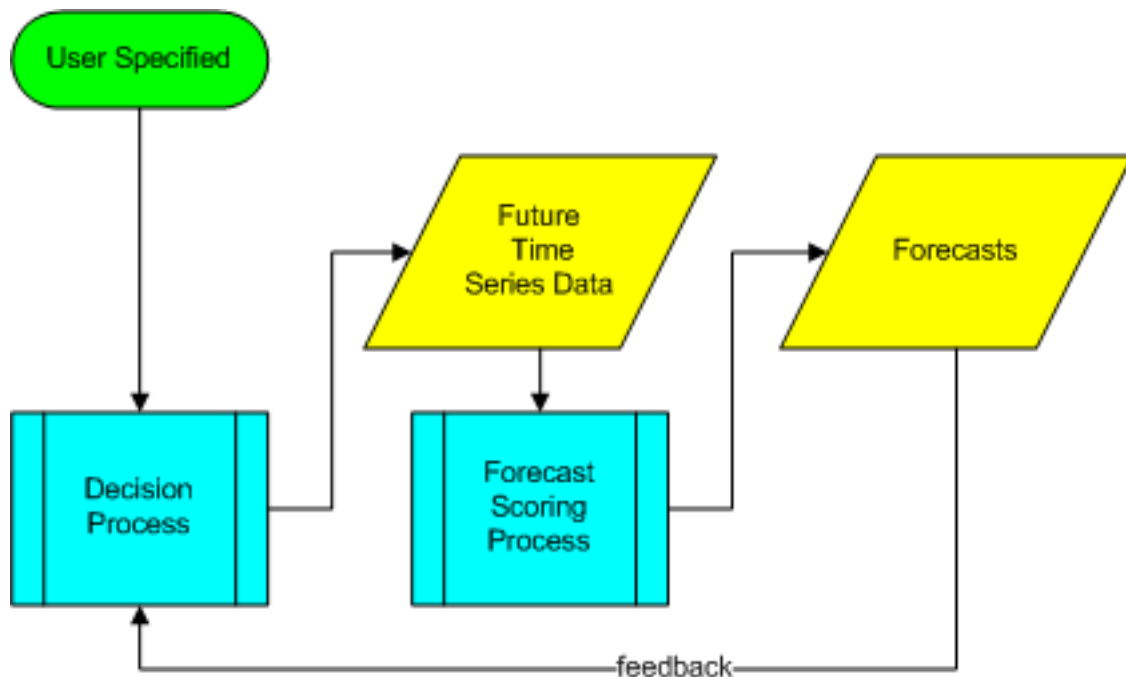 User Specified
Future
Time
Series Data
Forecasts
Decision
Process
Forecast
Scoring
Process
feedback